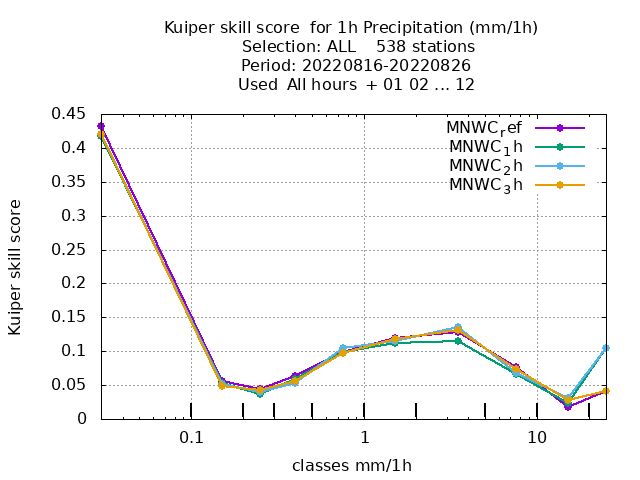 Kuiper skill score  for 1h Precipitation (mm/1h)
Selection: ALL    538 stations
Period: 20220816-20220826
Used  All hours  + 01 02 ... 12
MNWC_ref
MNWC_1h
MNWC_2h
MNWC_3h
Kuiper skill score
0.45
0.4
0.35
0.3
0.25
0.2
0.15
0.1
0.05
0
0.1 1 10
classes mm/1h